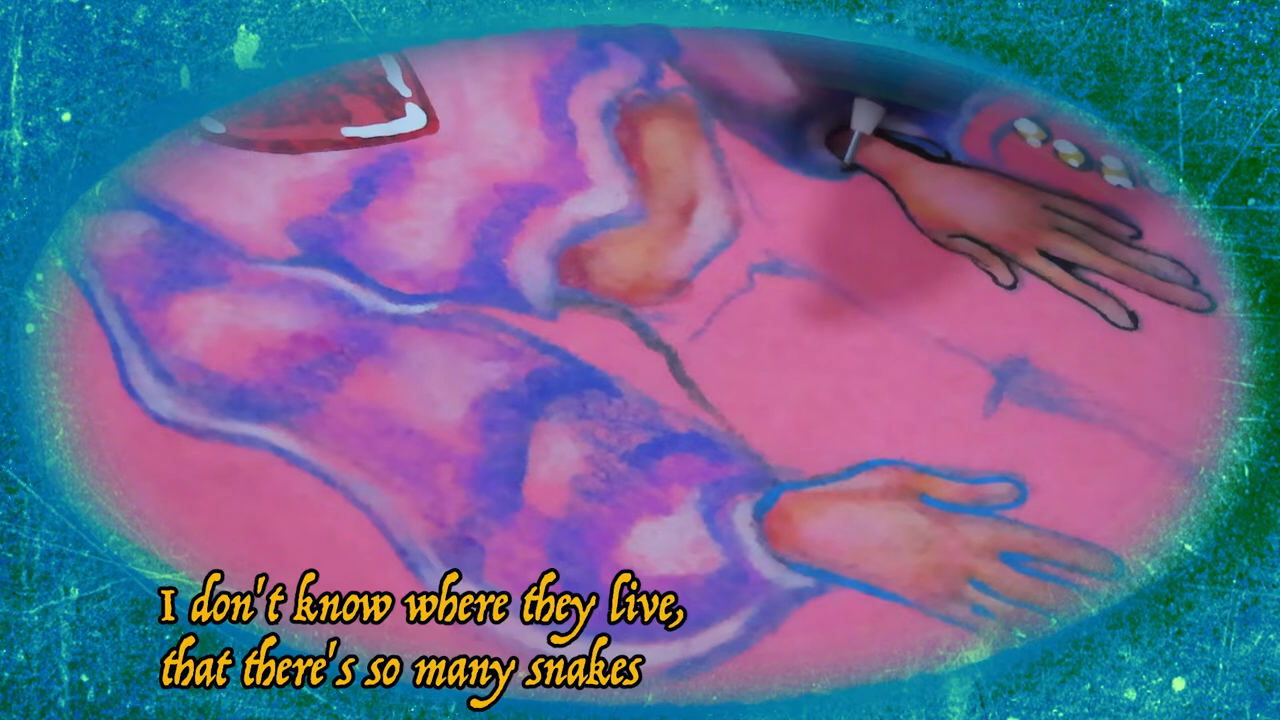 I don't know where they live,
that there's so many snakes